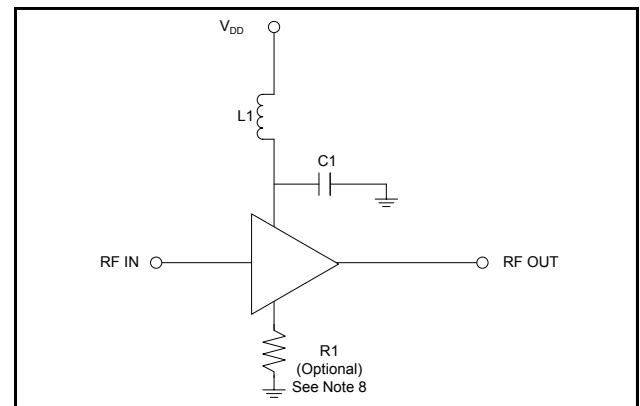 VDD
L1
C1
RF IN
RF OUT
R1
(Optional)
See Note 8